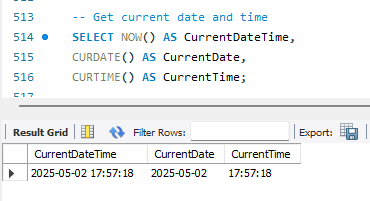 513 -- Get current date and time
514 SELECT NOW() AS CurrentDateTime,
515 CURDATE() AS CurrentDate,
516 CURTIME() AS CurrentTime;
517
Result Grid Filter Rows: Export:
CurrentDateTime CurrentDate CurrentTime
2025-05-02 17:57:18 2025-05-02 17:57:18